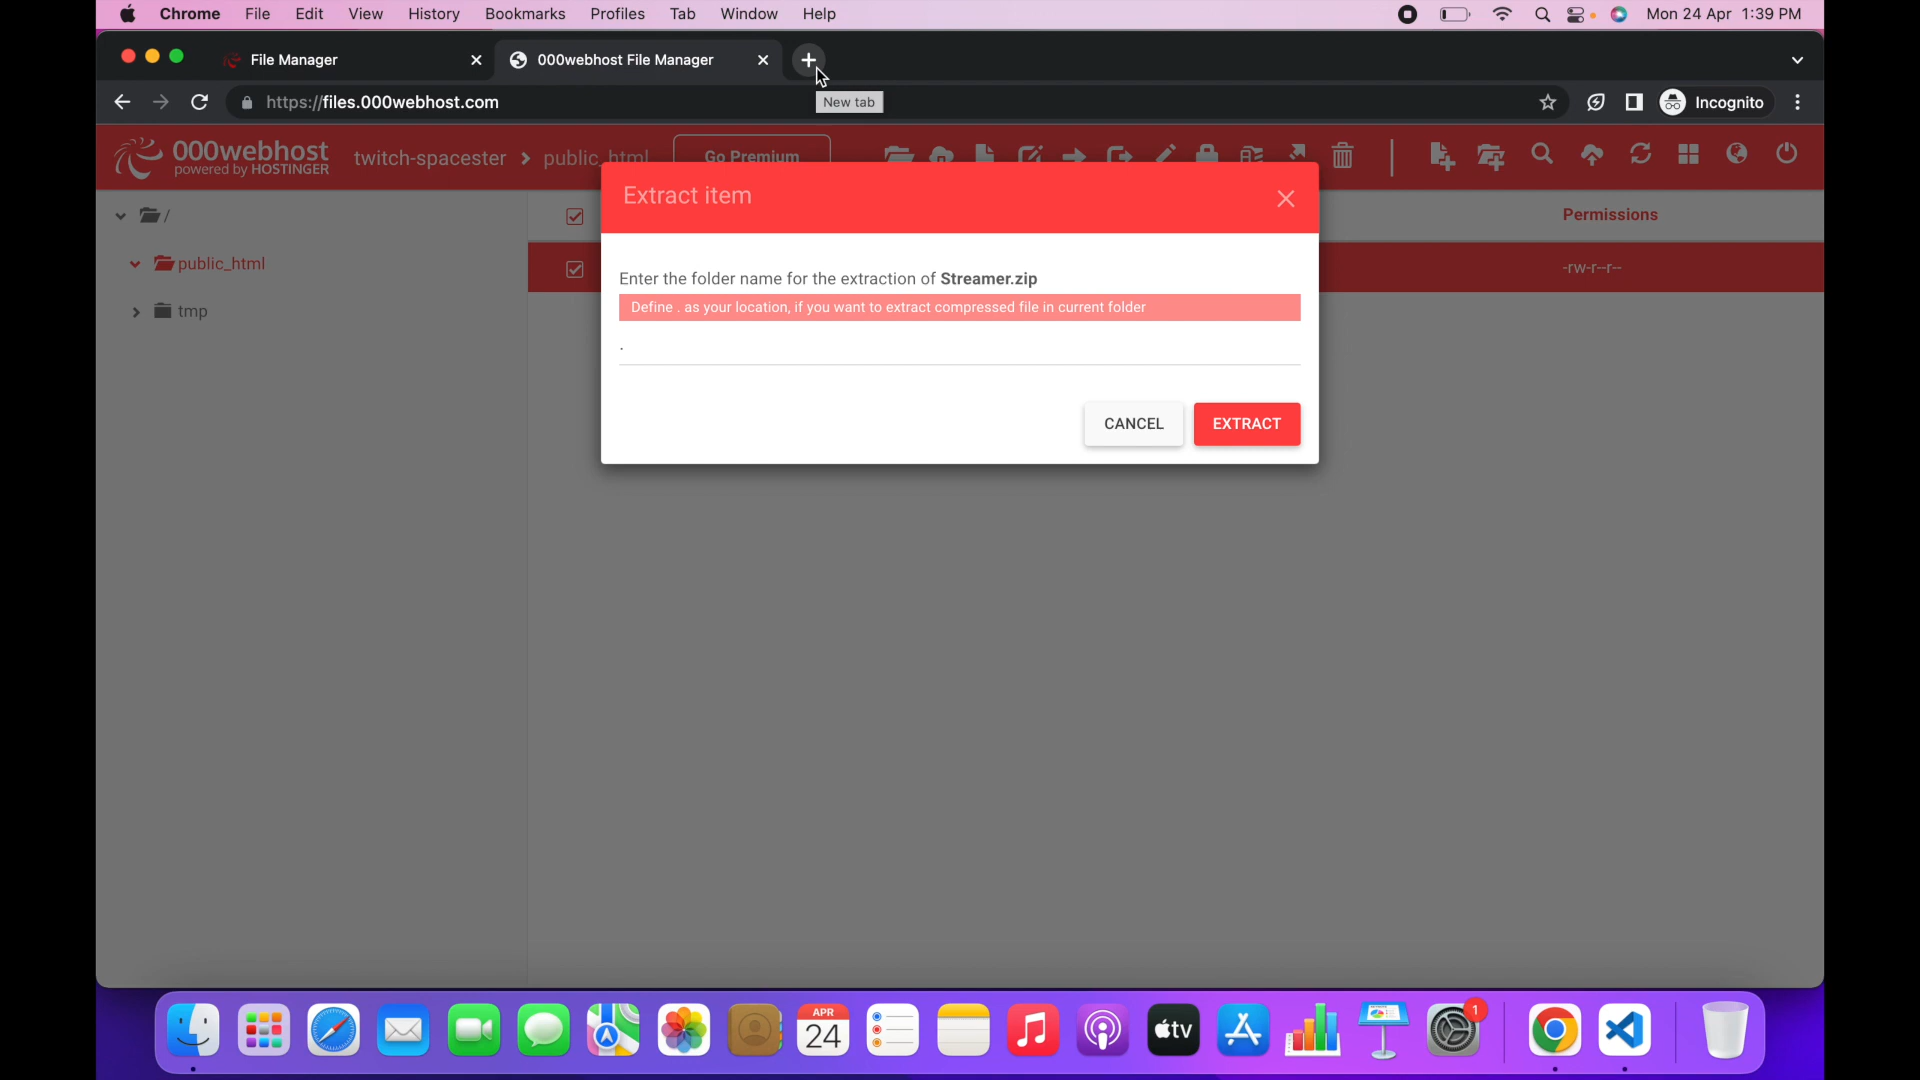 Chrome File Edit View History Bookmarks Profiles Tab Window Help Mon 24 Apr 1:39 PM
File Manager 000webhost File Manager
https://files.000webhost.com New tab Incognito
000webhost twitch-spacester public_html Go Premium
powered by HOSTINGER
Extract item
/ Permissions
public_html -rw-r--r--
Enter the folder name for the extraction of Streamer.zip
Define . as your location, if you want to extract compressed file in current folder
tmp
.
CANCEL EXTRACT
APR
24
tv
1